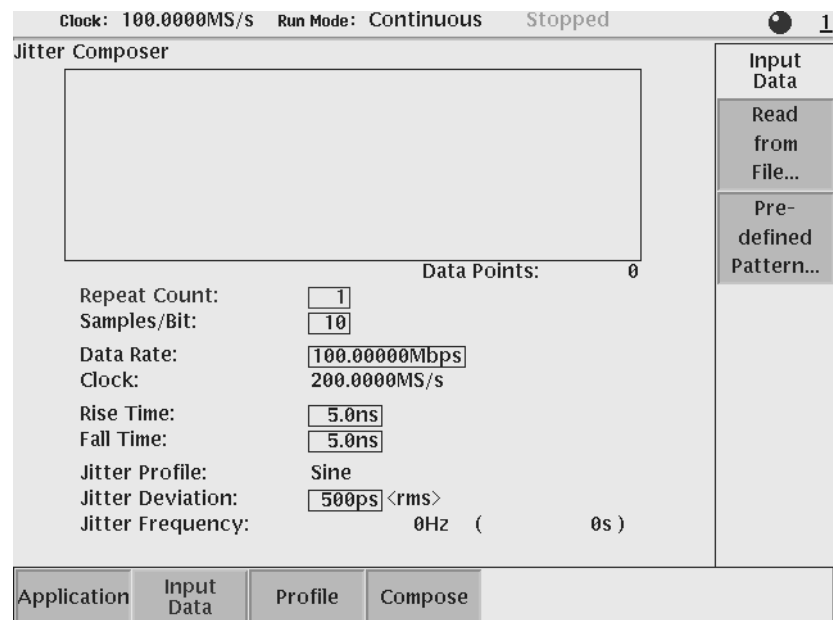 Clock: 100.0000MS/s Run Mode: Continuous Stopped 1
Jitter Composer
Input
Data
Read
from
File...
Pre-
defined
Pattern...
Data Points: 0
Repeat Count: 1
Samples/Bit: 10
Data Rate: 100.00000Mbps
Clock: 200.0000MS/s
Rise Time: 5.0ns
Fall Time: 5.0ns
Jitter Profile: Sine
Jitter Deviation: 500ps <rms>
Jitter Frequency: 0Hz ( 0s )
Application Input Data Profile Compose